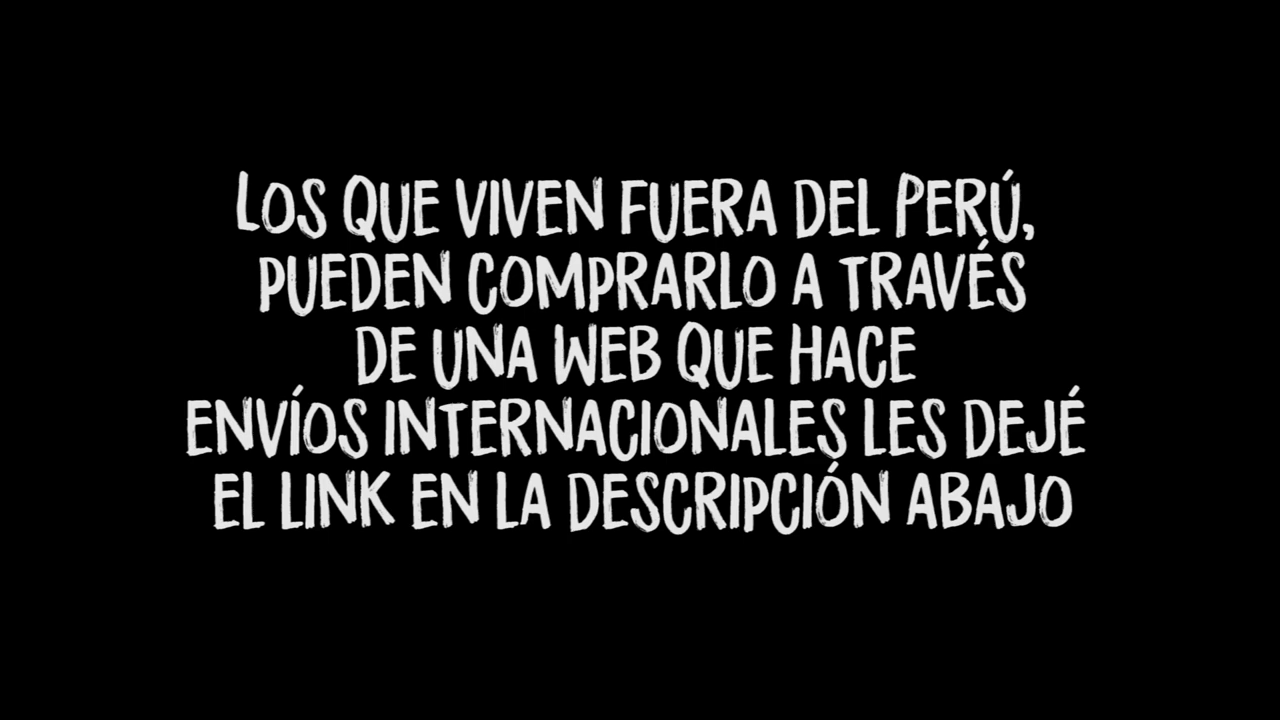 LOS QUE VIVEN FUERA DEL PERÚ,
PUEDEN COMPRARLO A TRAVÉS
DE UNA WEB QUE HACE
ENVÍOS INTERNACIONALES LES DEJÉ
EL LINK EN LA DESCRIPCIÓN ABAJO